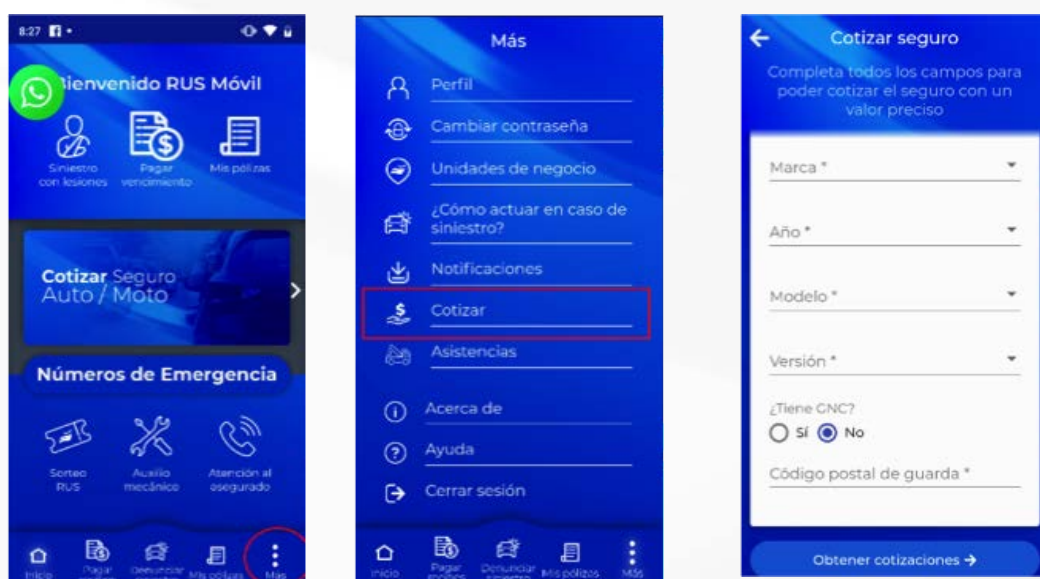 8:27
Bienvenido RUS Móvil
Siniestro
con lesiones
Pagar
vencimiento
Mis pólizas
Cotizar Seguro
Auto / Moto
Números de Emergencia
Sorteo
RUS
Auxilio
mecánico
Atención al
asegurado
Inicio
Pagar
Denunciar
Mis pólizas
Más
Más
Perfil
Cambiar contraseña
Unidades de negocio
¿Cómo actuar en caso de
siniestro?
Notificaciones
Cotizar
Asistencias
Acerca de
Ayuda
Cerrar sesión
Inicio
Pagar
medios
Denunciar
siniestro
Mis pólizas
Más
Cotizar seguro
Completa todos los campos para
poder cotizar el seguro con un
valor preciso
Marca *
Año *
Modelo *
Versión *
¿Tiene GNC?
Sí No
Código postal de guarda *
Obtener cotizaciones →